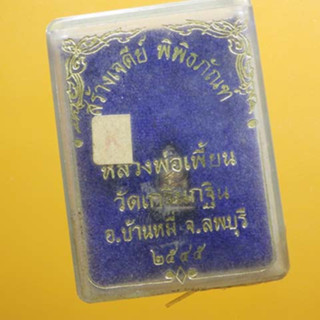 สร้างเจดีย์ พิพิธภัณฑ์
หลวงพ่อเพี้ยน
วัดเกริ่นกฐิน
อ.บ้านหมี่ จ.ลพบุรี
๒๕๔๕